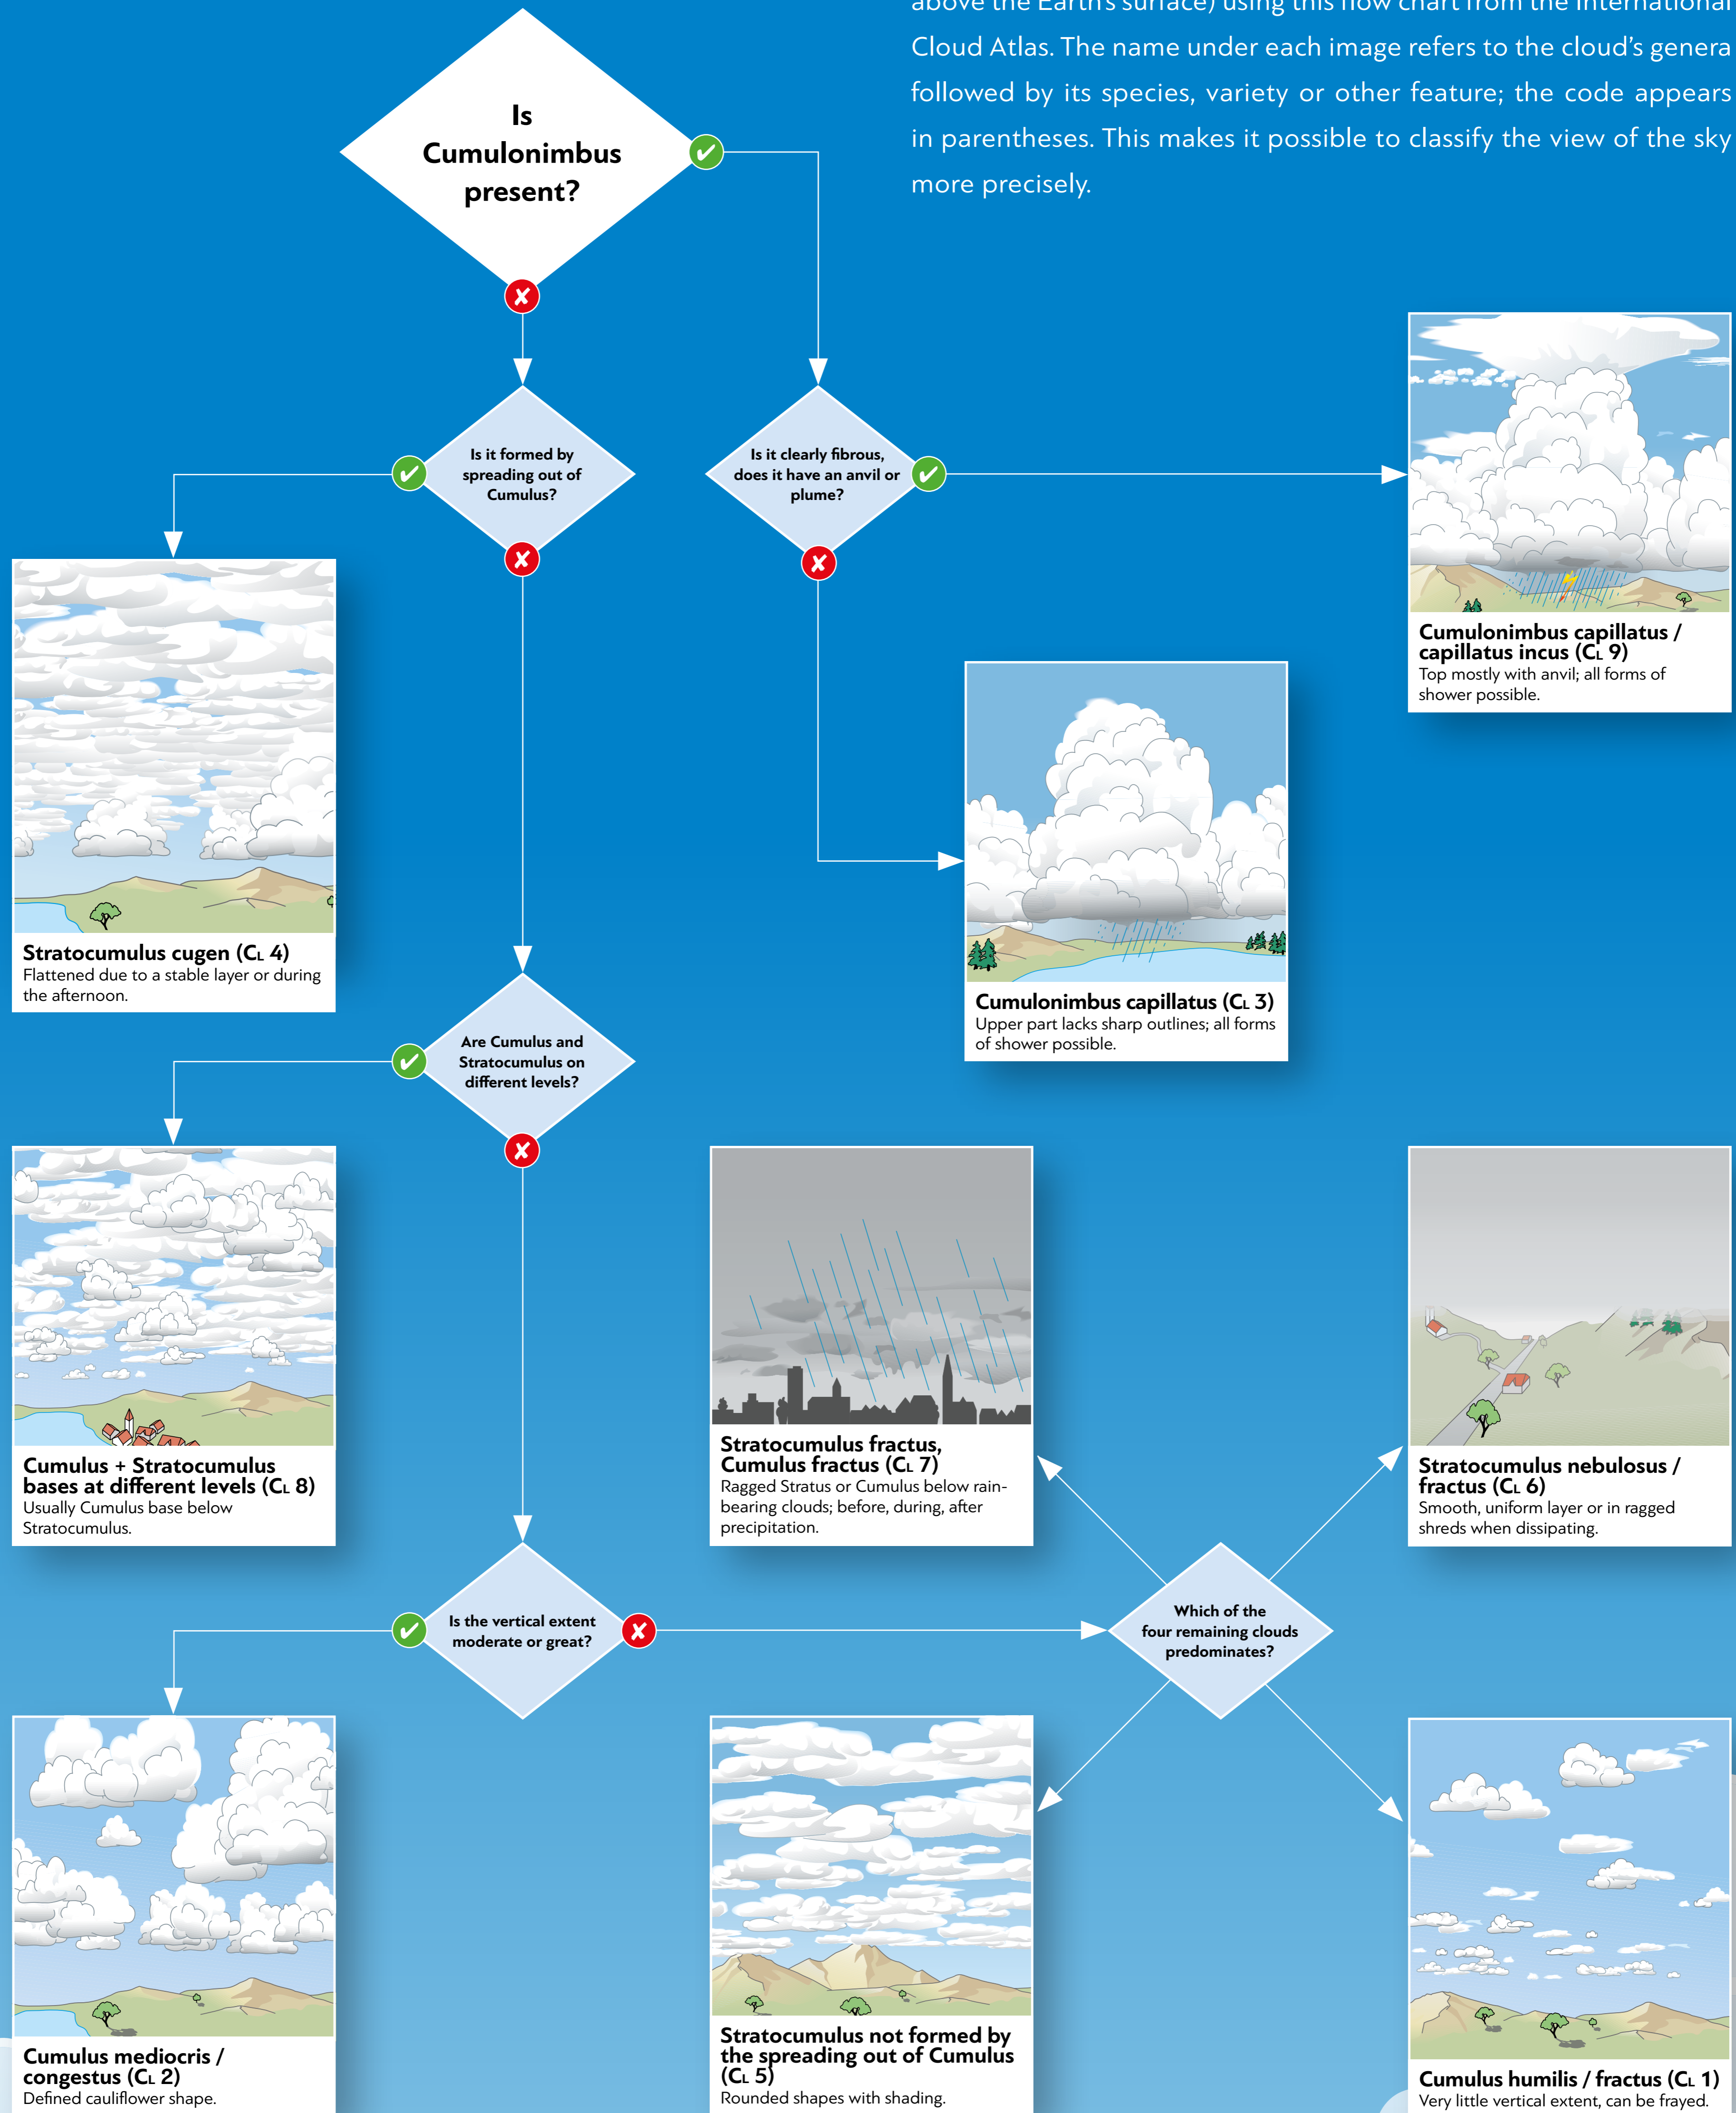 above the Earth's surface) using this flow chart from the International
Cloud Atlas. The name under each image refers to the cloud's genera
followed by its species, variety or other feature; the code appears
in parentheses. This makes it possible to classify the view of the sky
more precisely.
Is
Cumulonimbus
present?
Is it formed by
spreading out of
Cumulus?
Is it clearly fibrous,
does it have an anvil or
plume?
Cumulonimbus capillatus /
capillatus incus (CL 9)
Top mostly with anvil; all forms of
shower possible.
Stratocumulus cugen (CL 4)
Flattened due to a stable layer or during
the afternoon.
Cumulonimbus capillatus (CL 3)
Upper part lacks sharp outlines; all forms
of shower possible.
Are Cumulus and
Stratocumulus on
different levels?
Cumulus + Stratocumulus
bases at different levels (CL 8)
Usually Cumulus base below
Stratocumulus.
Stratocumulus fractus,
Cumulus fractus (CL 7)
Ragged Stratus or Cumulus below rain-
bearing clouds; before, during, after
precipitation.
Stratocumulus nebulosus /
fractus (CL 6)
Smooth, uniform layer or in ragged
shreds when dissipating.
Is the vertical extent
moderate or great?
Which of the
four remaining clouds
predominates?
Cumulus mediocris /
congestus (CL 2)
Defined cauliflower shape.
Stratocumulus not formed by
the spreading out of Cumulus
(CL 5)
Rounded shapes with shading.
Cumulus humilis / fractus (CL 1)
Very little vertical extent, can be frayed.